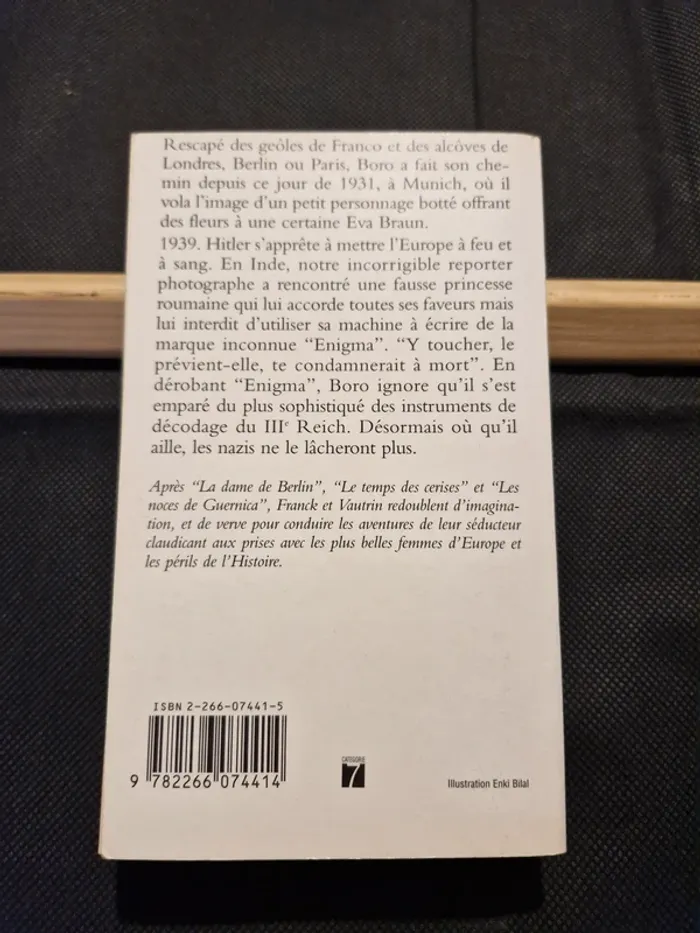 Rescapé des geôles de Franco et des alcôves de
Londres, Berlin ou Paris, Boro a fait son che-
min depuis ce jour de 1931, à Munich, où il
vola l'image d'un petit personnage botté offrant
des fleurs à une certaine Eva Braun.
1939. Hitler s'apprête à mettre l'Europe à feu et
à sang. En Inde, notre incorrigible reporter
photographe a rencontré une fausse princesse
roumaine qui lui accorde toutes ses faveurs mais
lui interdit d'utiliser sa machine à écrire de la
marque inconnue “Enigma”. “Y toucher, le
prévient-elle, te condamnerait à mort”. En
dérobant “Enigma”, Boro ignore qu'il s'est
emparé du plus sophistiqué des instruments de
décodage du IIIe Reich. Désormais où qu'il
aille, les nazis ne le lâcheront plus.
Après “La dame de Berlin”, “Le temps des cerises” et “Les
noces de Guernica”, Franck et Vautrin redoublent d'imagina-
tion, et de verve pour conduire les aventures de leur séducteur
claudicant aux prises avec les plus belles femmes d'Europe et
les périls de l'Histoire.
ISBN 2-266-07441-5
9 782266 074414
CATÉGORIE
7
Illustration Enki Bilal